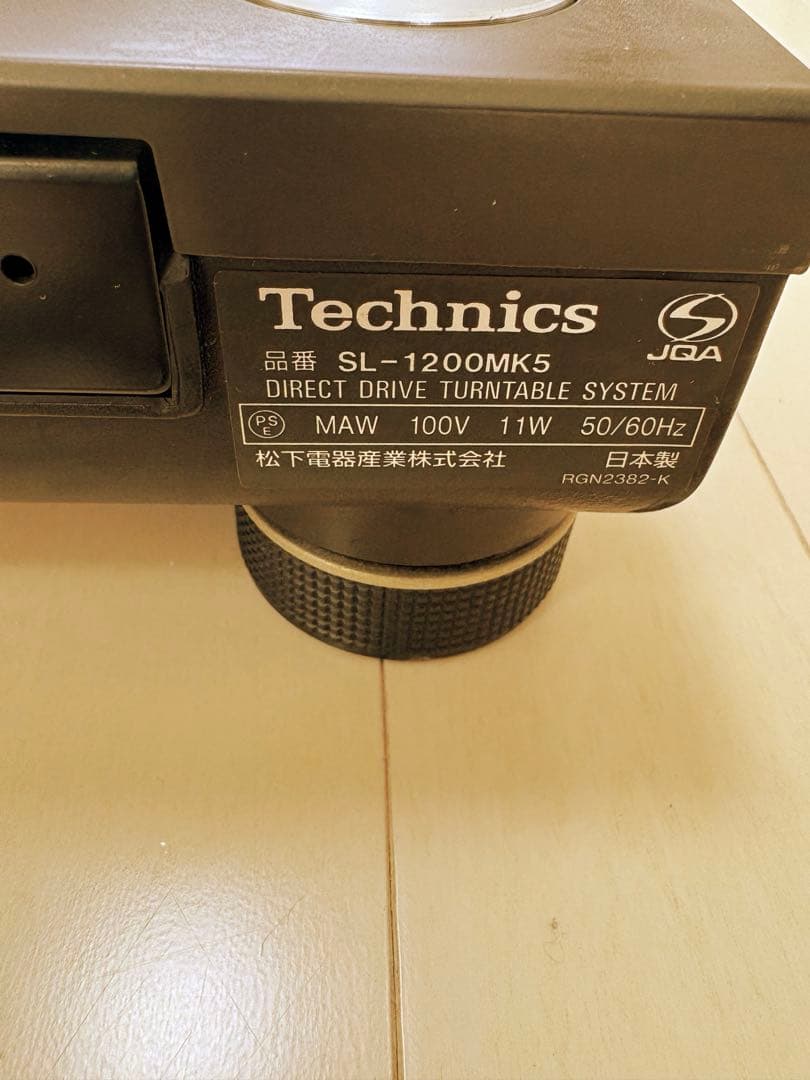 Technics
JQA
品番 SL-1200MK5
DIRECT DRIVE TURNTABLE SYSTEM
PSE MAW 100V 11W 50/60Hz
松下電器産業株式会社 日本製
RGN2382-K